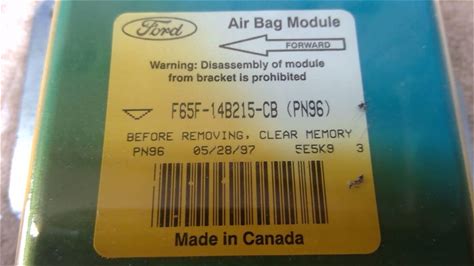 Ford
Air Bag Module
FORWARD
Warning: Disassembly of module
from bracket is prohibited
F65F-14B215-CB (PN96)
BEFORE REMOVING, CLEAR MEMORY
PN96 05/28/97 5E5K9 3
Made in Canada